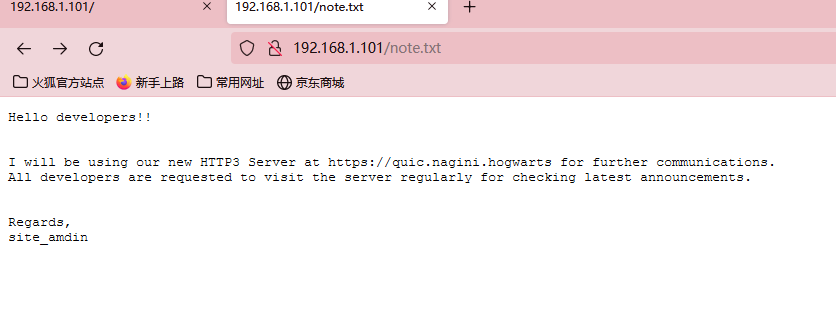 192.168.1.101/
192.168.1.101/note.txt
192.168.1.101/note.txt
火狐官方站点 新手上路 常用网址 京东商城
Hello developers!!
I will be using our new HTTP3 Server at https://quic.nagini.hogwarts for further communications.
All developers are requested to visit the server regularly for checking latest announcements.
Regards,
site_amdin